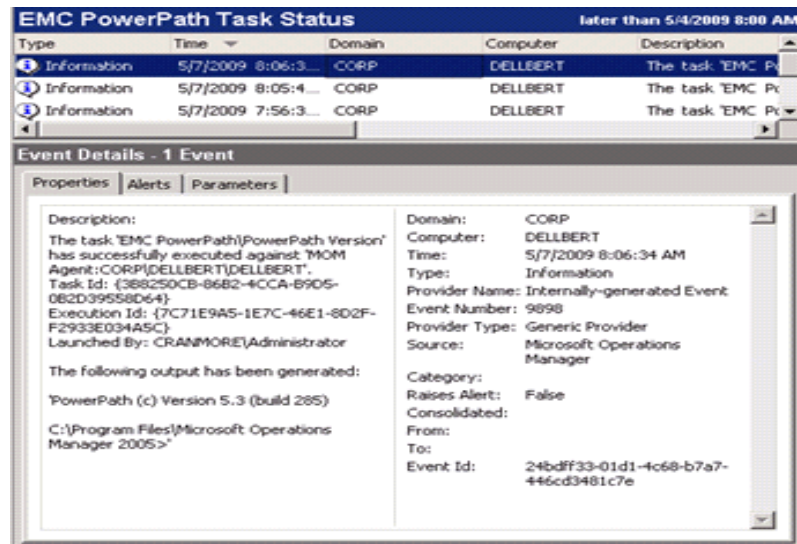 EMC PowerPath Task Status later than 5/4/2009 8:00 AM
Type Time Domain Computer Description
Information 5/7/2009 8:06:3... CORP DELLBERT The task 'EMC Po
Information 5/7/2009 8:05:4... CORP DELLBERT The task 'EMC Po
Information 5/7/2009 7:56:3... CORP DELLBERT The task 'EMC Po
Event Details - 1 Event
Properties Alerts Parameters
Description:
The task 'EMC PowerPath\PowerPath Version'
has successfully executed against 'MOM
Agent:CORP\DELLBERT\DELLBERT'.
Task Id: {3B8250CB-86B2-4CCA-B9D5-
0B2D39558D64}
Execution Id: {7C71E9A5-1E7C-46E1-8D2F-
F2933E034A5C}
Launched By: CRANMORE\Administrator
The following output has been generated:
'PowerPath (c) Version 5.3 (build 285)
C:\Program Files\Microsoft Operations
Manager 2005>'
Domain: CORP
Computer: DELLBERT
Time: 5/7/2009 8:06:34 AM
Type: Information
Provider Name: Internally-generated Event
Event Number: 9898
Provider Type: Generic Provider
Source: Microsoft Operations
Manager
Category:
Raises Alert: False
Consolidated:
From:
To:
Event Id: 24bdff33-01d1-4c68-b7a7-
446cd3481c7e